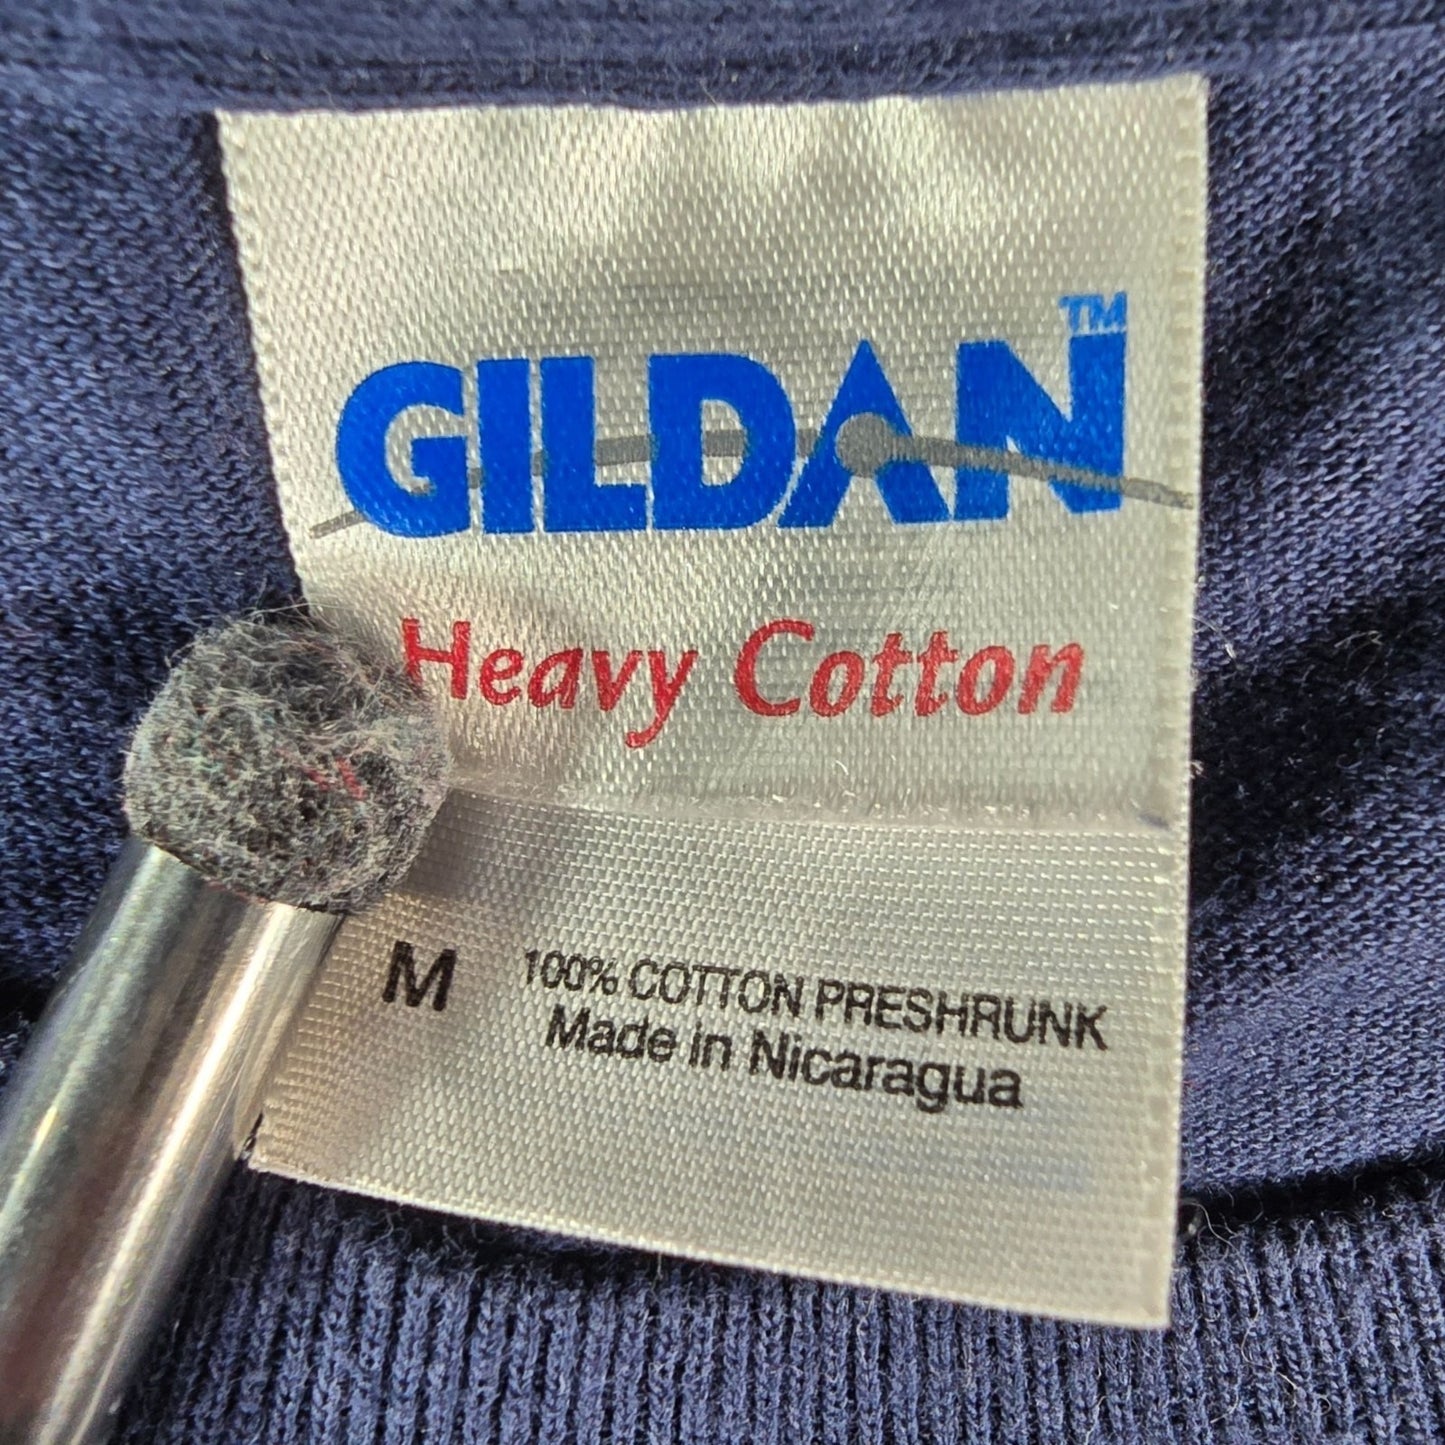 GILDAN™
Heavy Cotton
M 100% COTTON PRESHRUNK
Made in Nicaragua